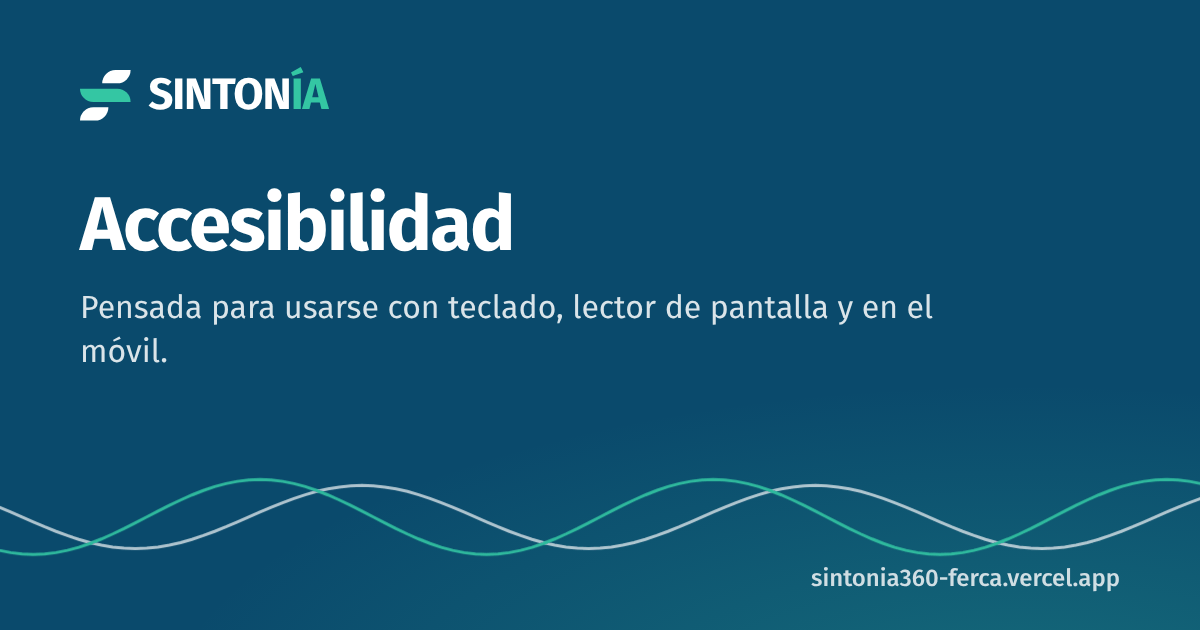 SINTONÍA
Accesibilidad
Pensada para usarse con teclado, lector de pantalla y en el
móvil.
sintonia360-ferca.vercel.app